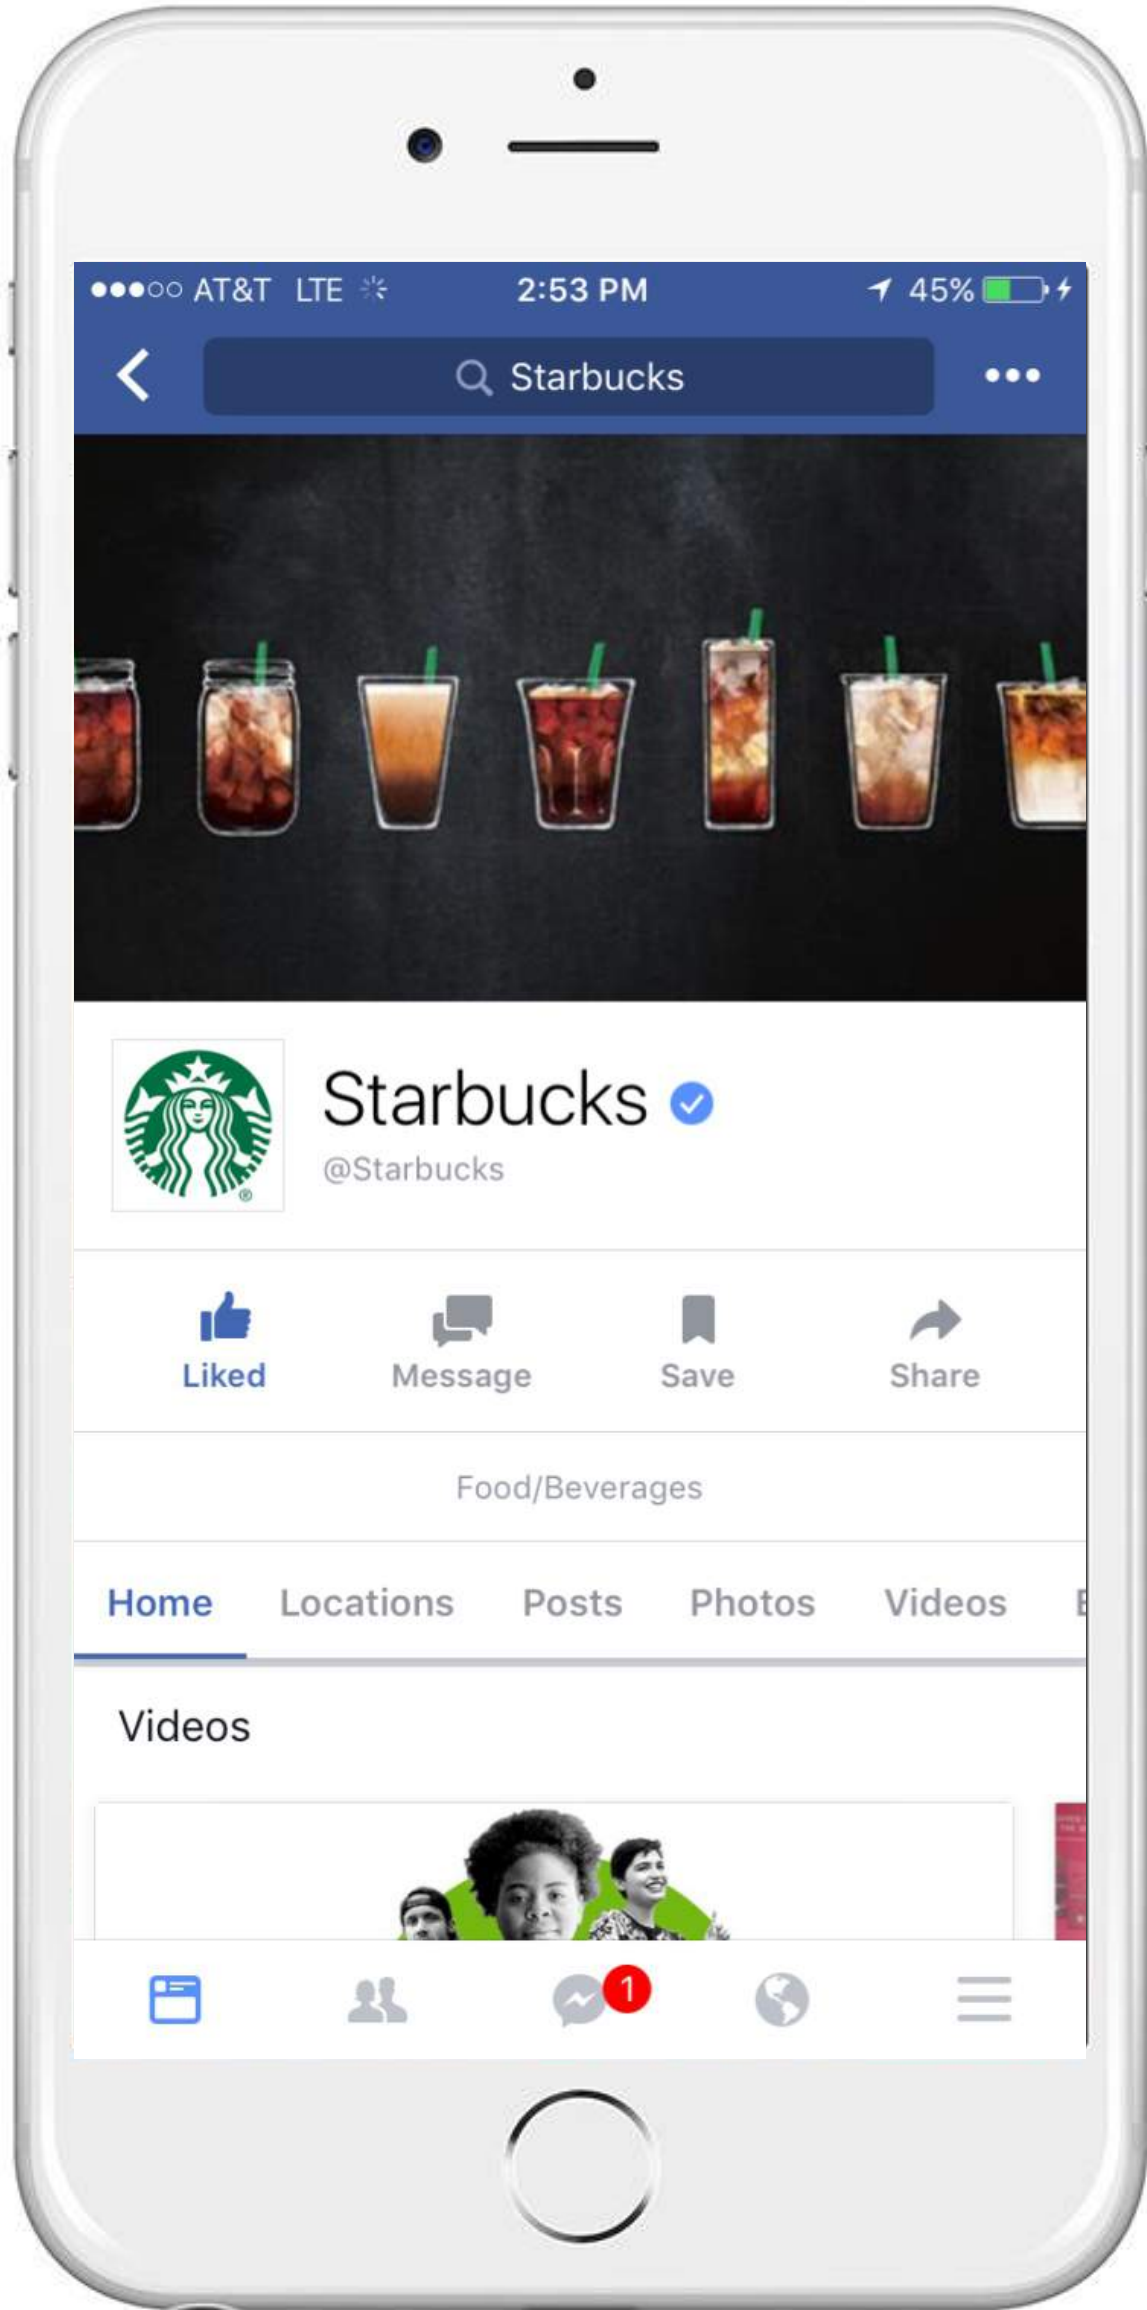 AT&T LTE 2:53 PM 45%
Starbucks
Starbucks
@Starbucks
®
Liked Message Save Share
Food/Beverages
Home Locations Posts Photos Videos
Videos
1